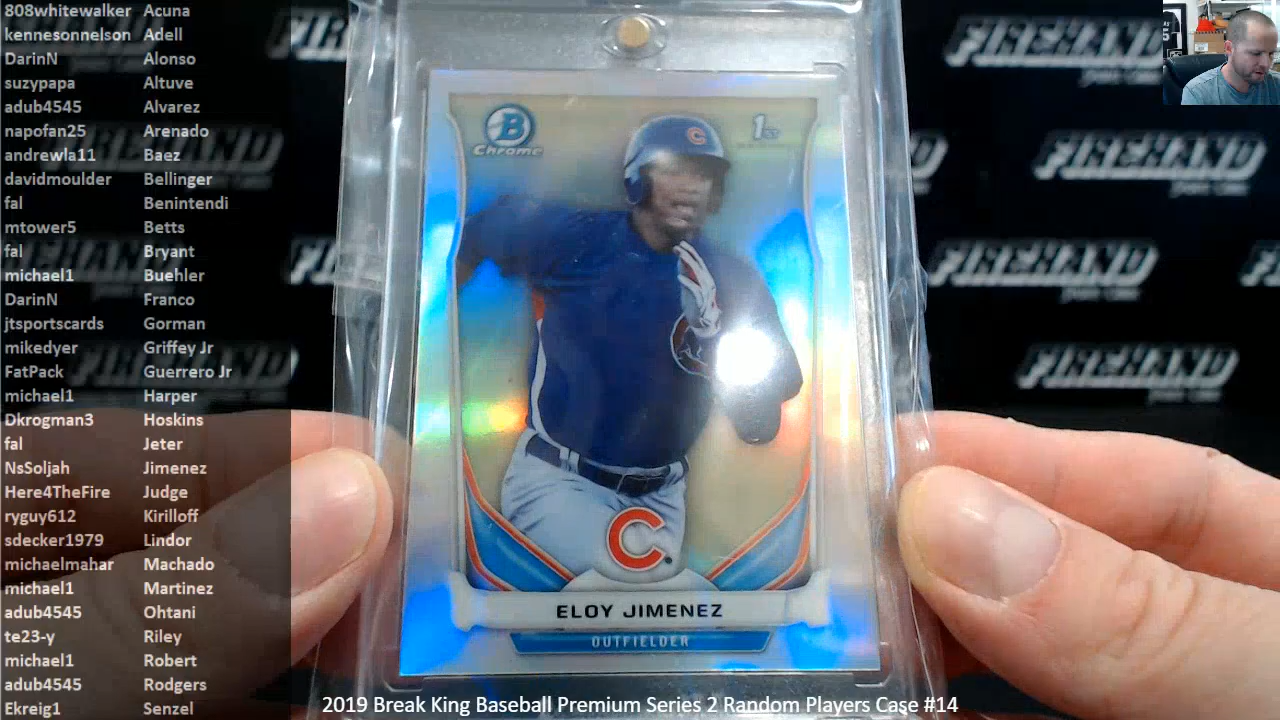 808whitewalker Acuna
kennesonnelson Adell
DarinN Alonso
suzypapa Altuve
adub4545 Alvarez
napofan25 Arenado
andrewla11 Baez
davidmoulder Bellinger
fal Benintendi
mtower5 Betts
fal Bryant
michael1 Buehler
DarinN Franco
jtsportscards Gorman
mikedyer Griffey Jr
FatPack Guerrero Jr
michael1 Harper
Dkrogman3 Hoskins
fal Jeter
NsSoljah Jimenez
Here4TheFire Judge
ryguy612 Kirilloff
sdecker1979 Lindor
michaelmahar Machado
michael1 Martinez
adub4545 Ohtani
te23-y Riley
michael1 Robert
adub4545 Rodgers
Ekreig1 Senzel
B
Chrome
1st
C
C
ELOY JIMENEZ
OUTFIELDER
FIREHAND
FIREHAND
FIREHAND
FIREHAND
2019 Break King Baseball Premium Series 2 Random Players Case #14